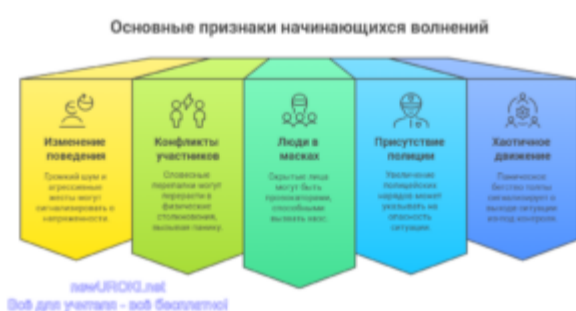 Основные признаки начинающихся волнений
Изменение
поведения
Громкий шум и
агрессивные
жесты могут
сигнализировать о
напряженности.
Конфликты
участников
Словесные
перепалки могут
перерасти в
физические
столкновения,
вызывая панику.
Люди в
масках
Скрытые лица
могут быть
провокаторами,
способными
вызвать хаос.
Присутствие
полиции
Увеличение
полицейских
нарядов может
указывать на
опасность
ситуации.
Хаотичное
движение
Паническое
бегство толпы
сигнализирует о
выходе ситуации
из-под контроля.
newUROKI.net
Всё для учителя - всё бесплатно!